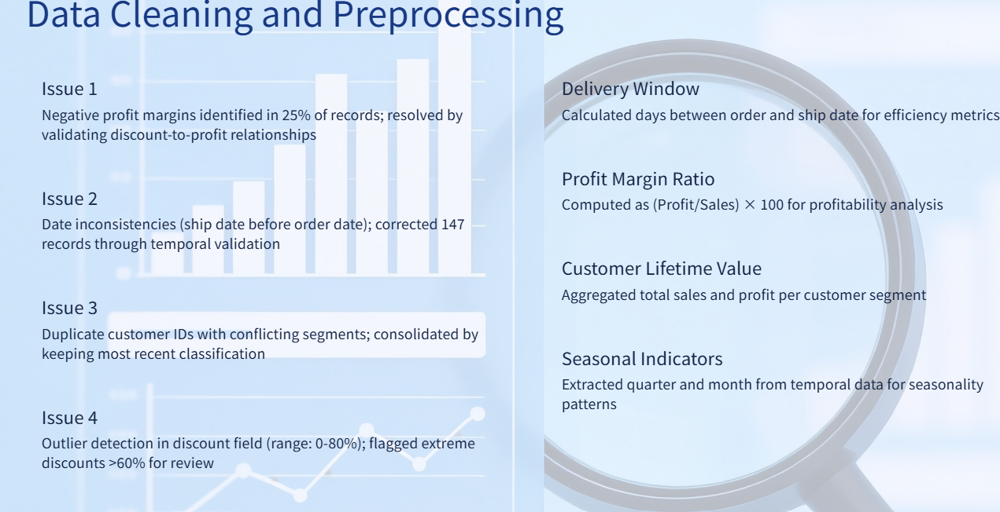 Data Cleaning and Preprocessing
Issue 1
Negative profit margins identified in 25% of records; resolved by
validating discount-to-profit relationships
Issue 2
Date inconsistencies (ship date before order date); corrected 147
records through temporal validation
Issue 3
Duplicate customer IDs with conflicting segments; consolidated by
keeping most recent classification
Issue 4
Outlier detection in discount field (range: 0-80%); flagged extreme
discounts >60% for review
Delivery Window
Calculated days between order and ship date for efficiency metrics
Profit Margin Ratio
Computed as (Profit/Sales) × 100 for profitability analysis
Customer Lifetime Value
Aggregated total sales and profit per customer segment
Seasonal Indicators
Extracted quarter and month from temporal data for seasonality
patterns